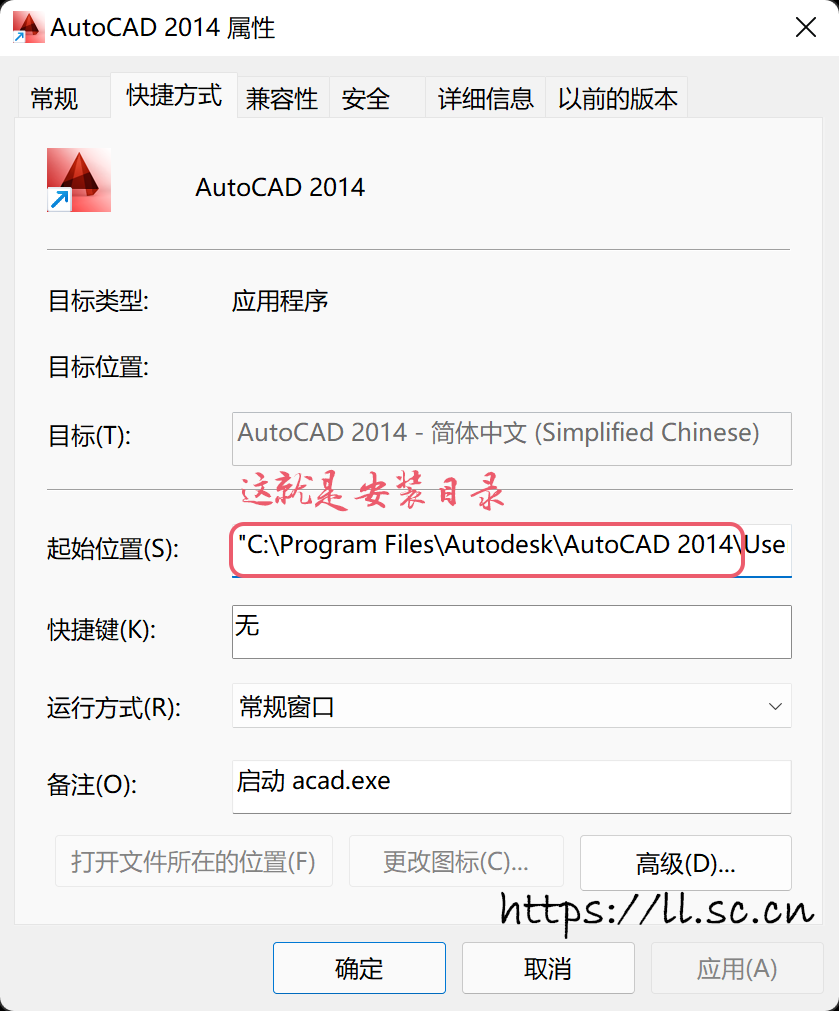 AutoCAD 2014 属性
常规 快捷方式 兼容性 安全 详细信息 以前的版本
AutoCAD 2014
目标类型: 应用程序
目标位置:
目标(T): AutoCAD 2014 - 简体中文 (Simplified Chinese)
这就是安装目录
起始位置(S): "C:\Program Files\Autodesk\AutoCAD 2014\Use
快捷键(K): 无
运行方式(R): 常规窗口
备注(O): 启动 acad.exe
打开文件所在的位置(F) 更改图标(C)... 高级(D)...
https://ll.sc.cn
确定 取消 应用(A)